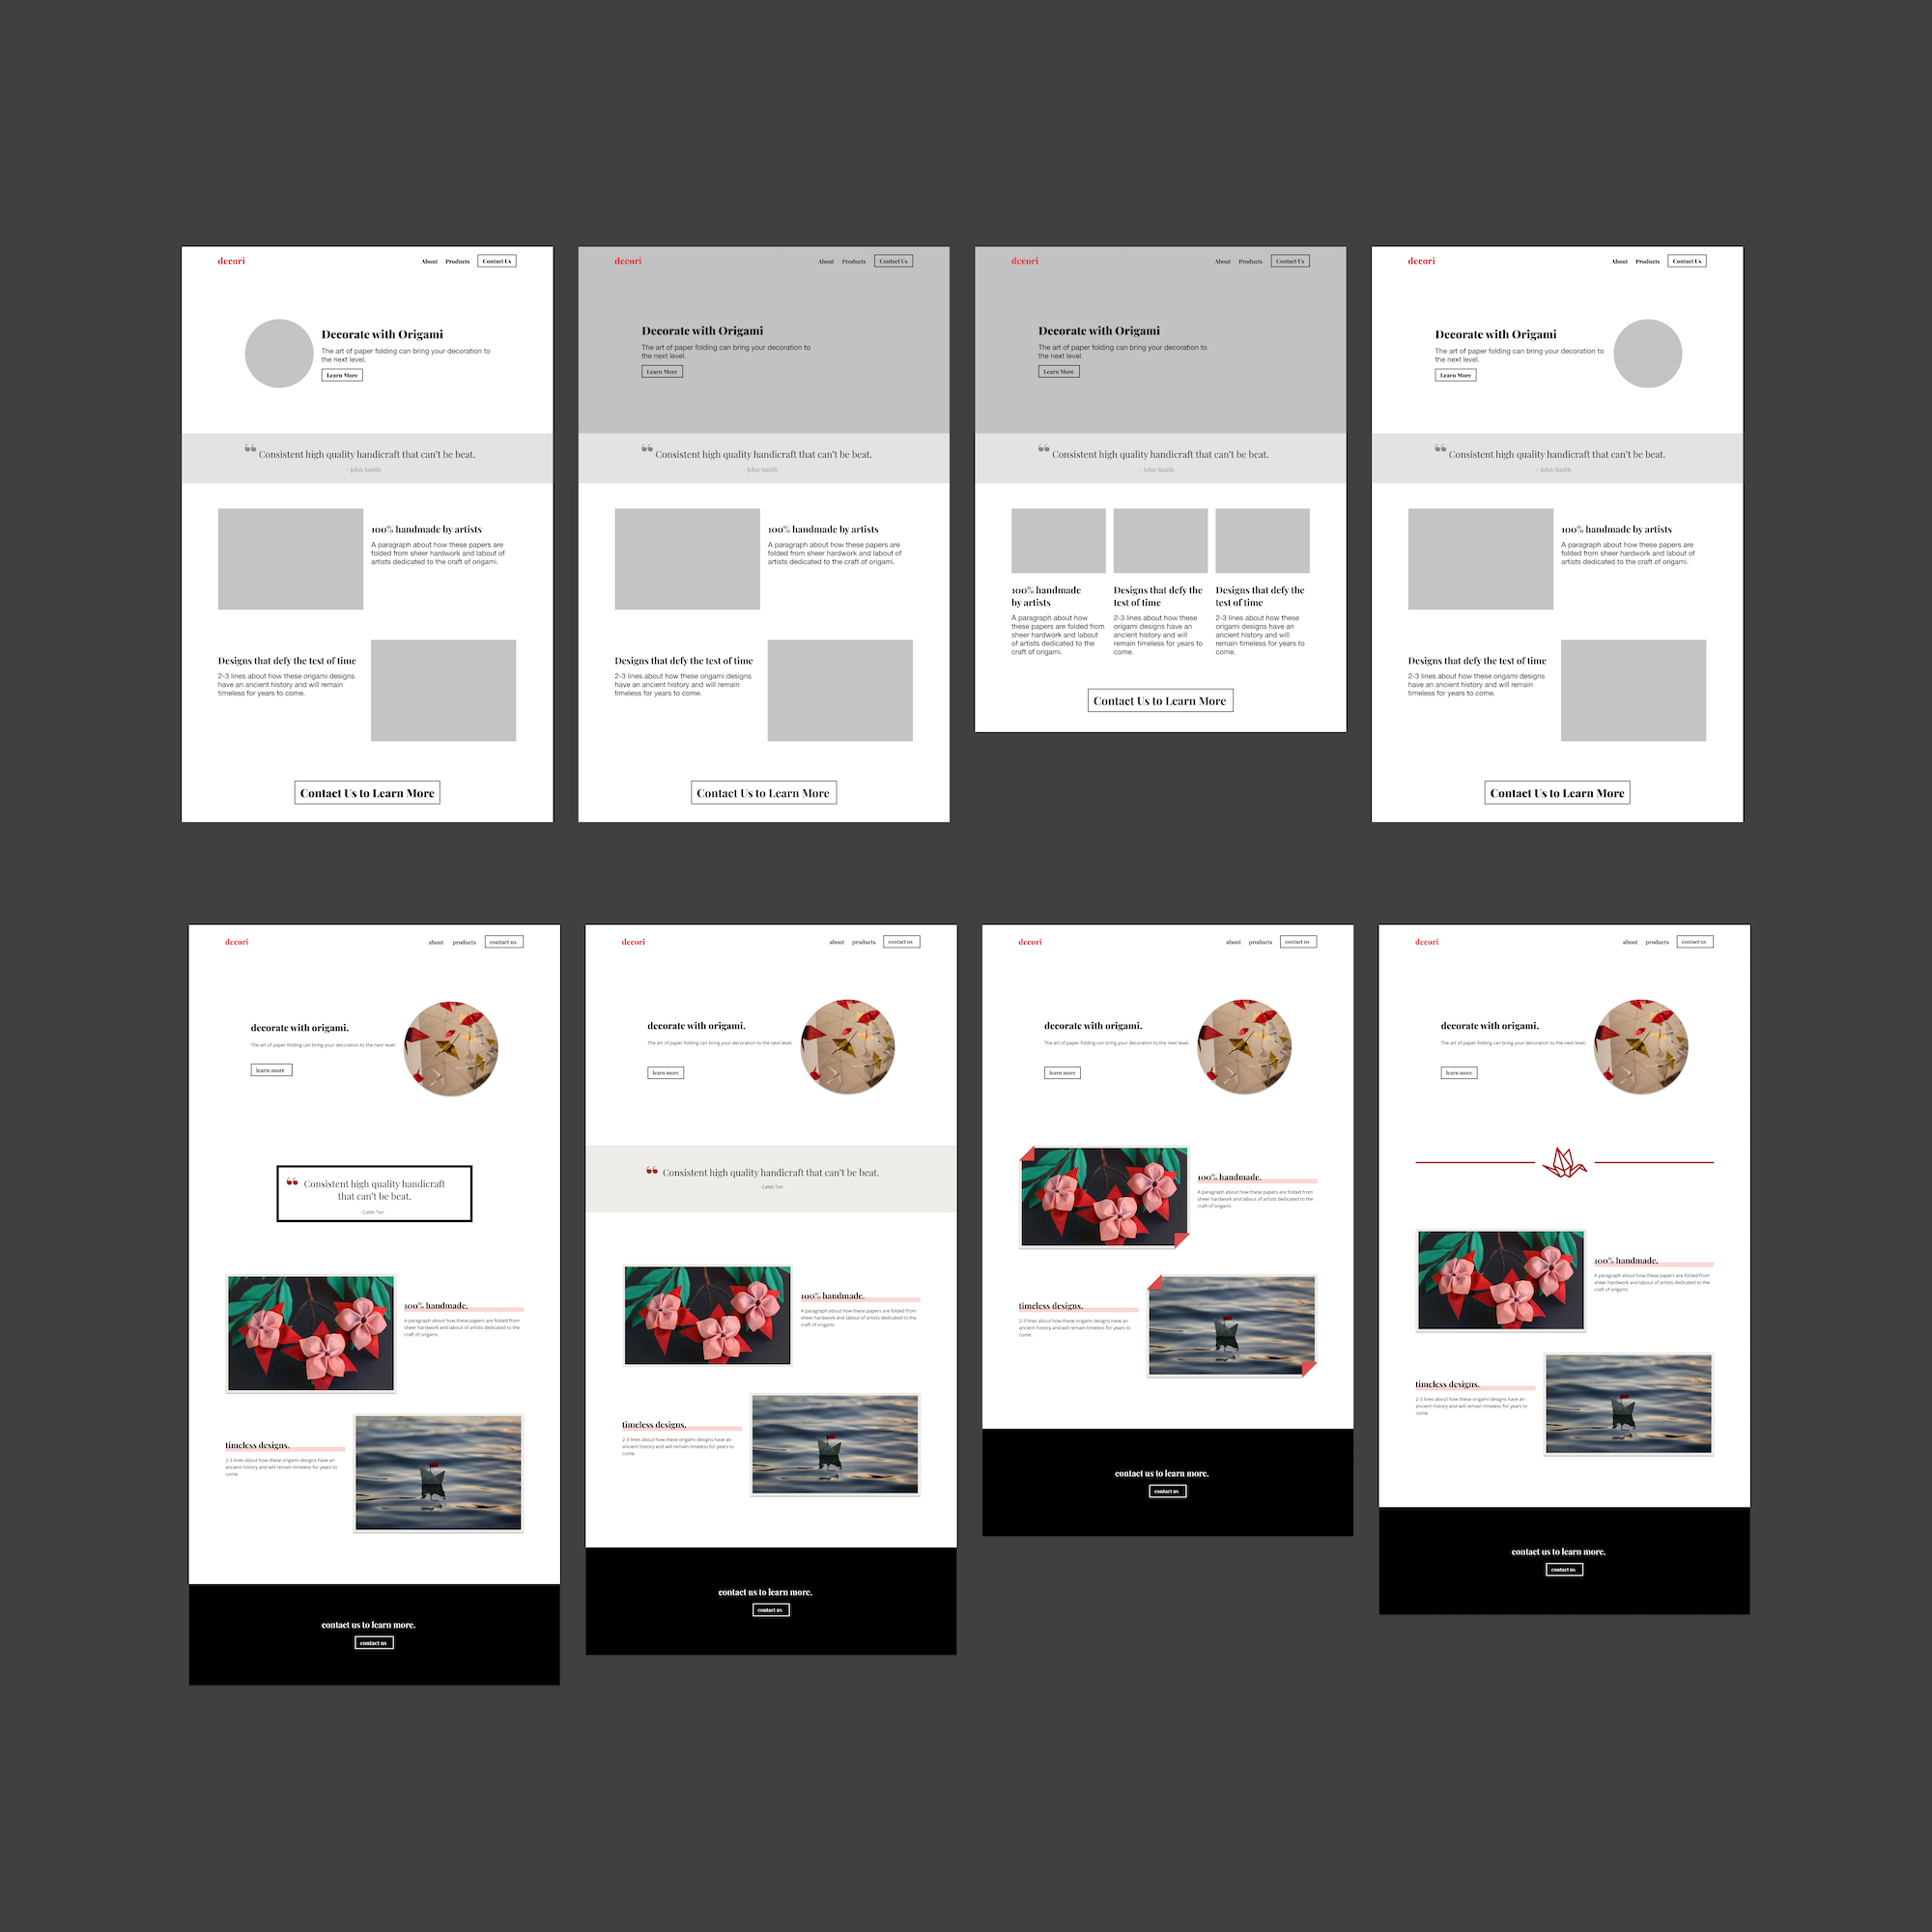 decori
About Products Contact Us
Decorate with Origami
The art of paper folding can bring your decoration to
the next level.
Learn More
❝ Consistent high quality handicraft that can't be beat.
- John Smith
100% handmade by artists
A paragraph about how these papers are
folded from sheer hardwork and labout of
artists dedicated to the craft of origami.
Designs that defy the test of time
2-3 lines about how these origami designs
have an ancient history and will remain
timeless for years to come.
Contact Us to Learn More
decori
About Products Contact Us
Decorate with Origami
The art of paper folding can bring your decoration to
the next level.
Learn More
❝ Consistent high quality handicraft that can't be beat.
- John Smith
100% handmade by artists
A paragraph about how these papers are
folded from sheer hardwork and labout of
artists dedicated to the craft of origami.
Designs that defy the test of time
2-3 lines about how these origami designs
have an ancient history and will remain
timeless for years to come.
Contact Us to Learn More
decori
About Products Contact Us
Decorate with Origami
The art of paper folding can bring your decoration to
the next level.
Learn More
❝ Consistent high quality handicraft that can't be beat.
- John Smith
100% handmade
by artists
A paragraph about how
these papers are folded from
sheer hardwork and labout
of artists dedicated to the
craft of origami.
Designs that defy the
test of time
2-3 lines about how these
origami designs have an
ancient history and will
remain timeless for years to
come.
Designs that defy the
test of time
2-3 lines about how these
origami designs have an
ancient history and will
remain timeless for years to
come.
Contact Us to Learn More
decori
About Products Contact Us
Decorate with Origami
The art of paper folding can bring your decoration to
the next level.
Learn More
❝ Consistent high quality handicraft that can't be beat.
- John Smith
100% handmade by artists
A paragraph about how these papers are
folded from sheer hardwork and labout of
artists dedicated to the craft of origami.
Designs that defy the test of time
2-3 lines about how these origami designs
have an ancient history and will remain
timeless for years to come.
Contact Us to Learn More
decori
about products contact us
decorate with origami.
The art of paper folding can bring your decoration to the next level.
learn more
❝ Consistent high quality handicraft
that can't be beat.
- Caleb Tan
100% handmade.
A paragraph about how these papers are folded from
sheer hardwork and labout of artists dedicated to the
craft of origami.
timeless designs.
2-3 lines about how these origami designs have an
ancient history and will remain timeless for years to
come.
contact us to learn more.
contact us
decori
about products contact us
decorate with origami.
The art of paper folding can bring your decoration to the next level.
learn more
❝ Consistent high quality handicraft that can't be beat.
- Caleb Tan
100% handmade.
A paragraph about how these papers are folded from
sheer hardwork and labout of artists dedicated to the
craft of origami.
timeless designs.
2-3 lines about how these origami designs have an
ancient history and will remain timeless for years to
come.
contact us to learn more.
contact us
decori
about products contact us
decorate with origami.
The art of paper folding can bring your decoration to the next level.
learn more
100% handmade.
A paragraph about how these papers are folded from
sheer hardwork and labout of artists dedicated to the
craft of origami.
timeless designs.
2-3 lines about how these origami designs have an
ancient history and will remain timeless for years to
come.
contact us to learn more.
contact us
decori
about products contact us
decorate with origami.
The art of paper folding can bring your decoration to the next level.
learn more
100% handmade.
A paragraph about how these papers are folded from
sheer hardwork and labout of artists dedicated to the
craft of origami.
timeless designs.
2-3 lines about how these origami designs have an
ancient history and will remain timeless for years to
come.
contact us to learn more.
contact us